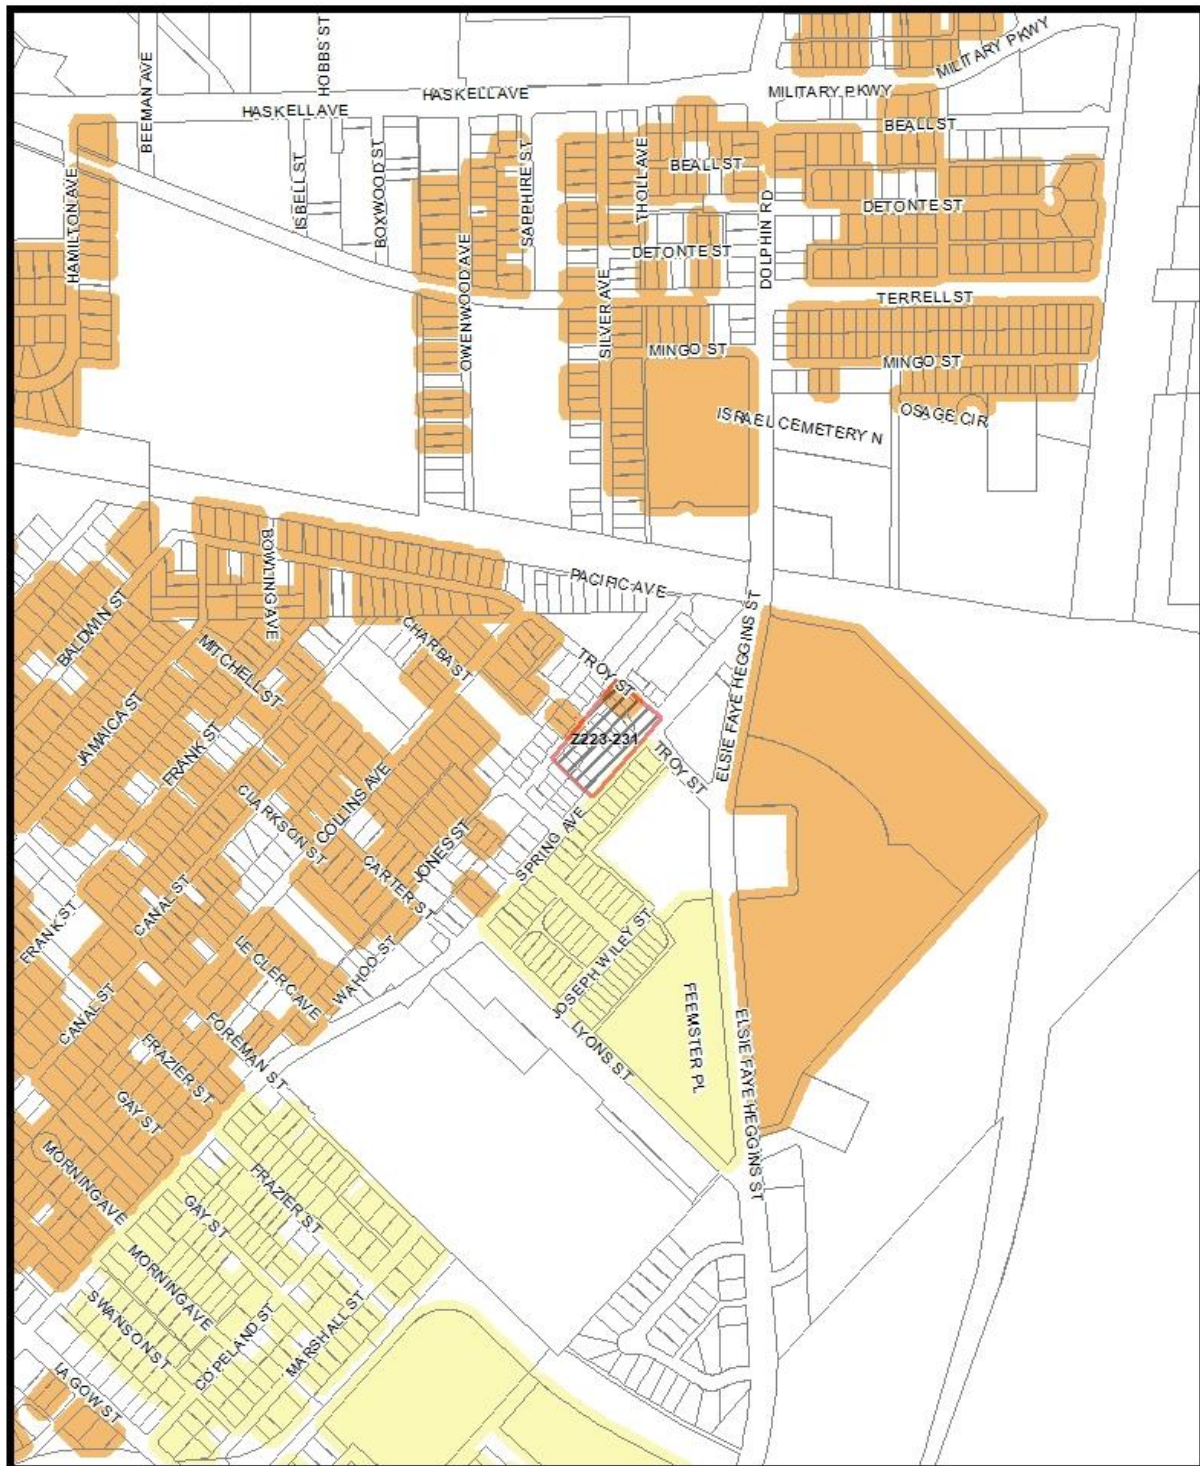 HOBBS ST
BEEMAN AVE
MILITARY PKWY
HASKELL AVE
MILITARY PKWY
HASKELL AVE
BEALL ST
ISBELL ST
BOXWOOD ST
SAPPHIRE ST
THOLL AVE
BEALL ST
HAMILTON AVE
DOLPHIN RD
DETONTE ST
OWENWOOD AVE
DETONTE ST
SILVER AVE
TERRELL ST
MINGO ST
MINGO ST
ISRAEL CEMETERY N
OSAGE CIR
BOWLING AVE
PACIFIC AVE
BALDWIN ST
MITCHELL ST
CHARBA ST
ELSIE FAYE HEGGINS ST
TROY ST
JAMAICA ST
FRANK ST
Z223-231
TROY ST
COLLINS AVE
CLARKSON ST
SPRING AVE
JONES ST
CARTER ST
CANAL ST
FRANK ST
JOSEPH WILEY ST
LE CLERC AVE
WAHOO ST
CANAL ST
FOREMAN ST
FEEMSTER PL
LYONS ST
FRAZIER ST
ELSIE FAYE HEGGINS ST
GAY ST
MORNING AVE
FRAZIER ST
GAY ST
MORNING AVE
SWANSON ST
COPELAND ST
MARSHALL ST
LAGOW ST